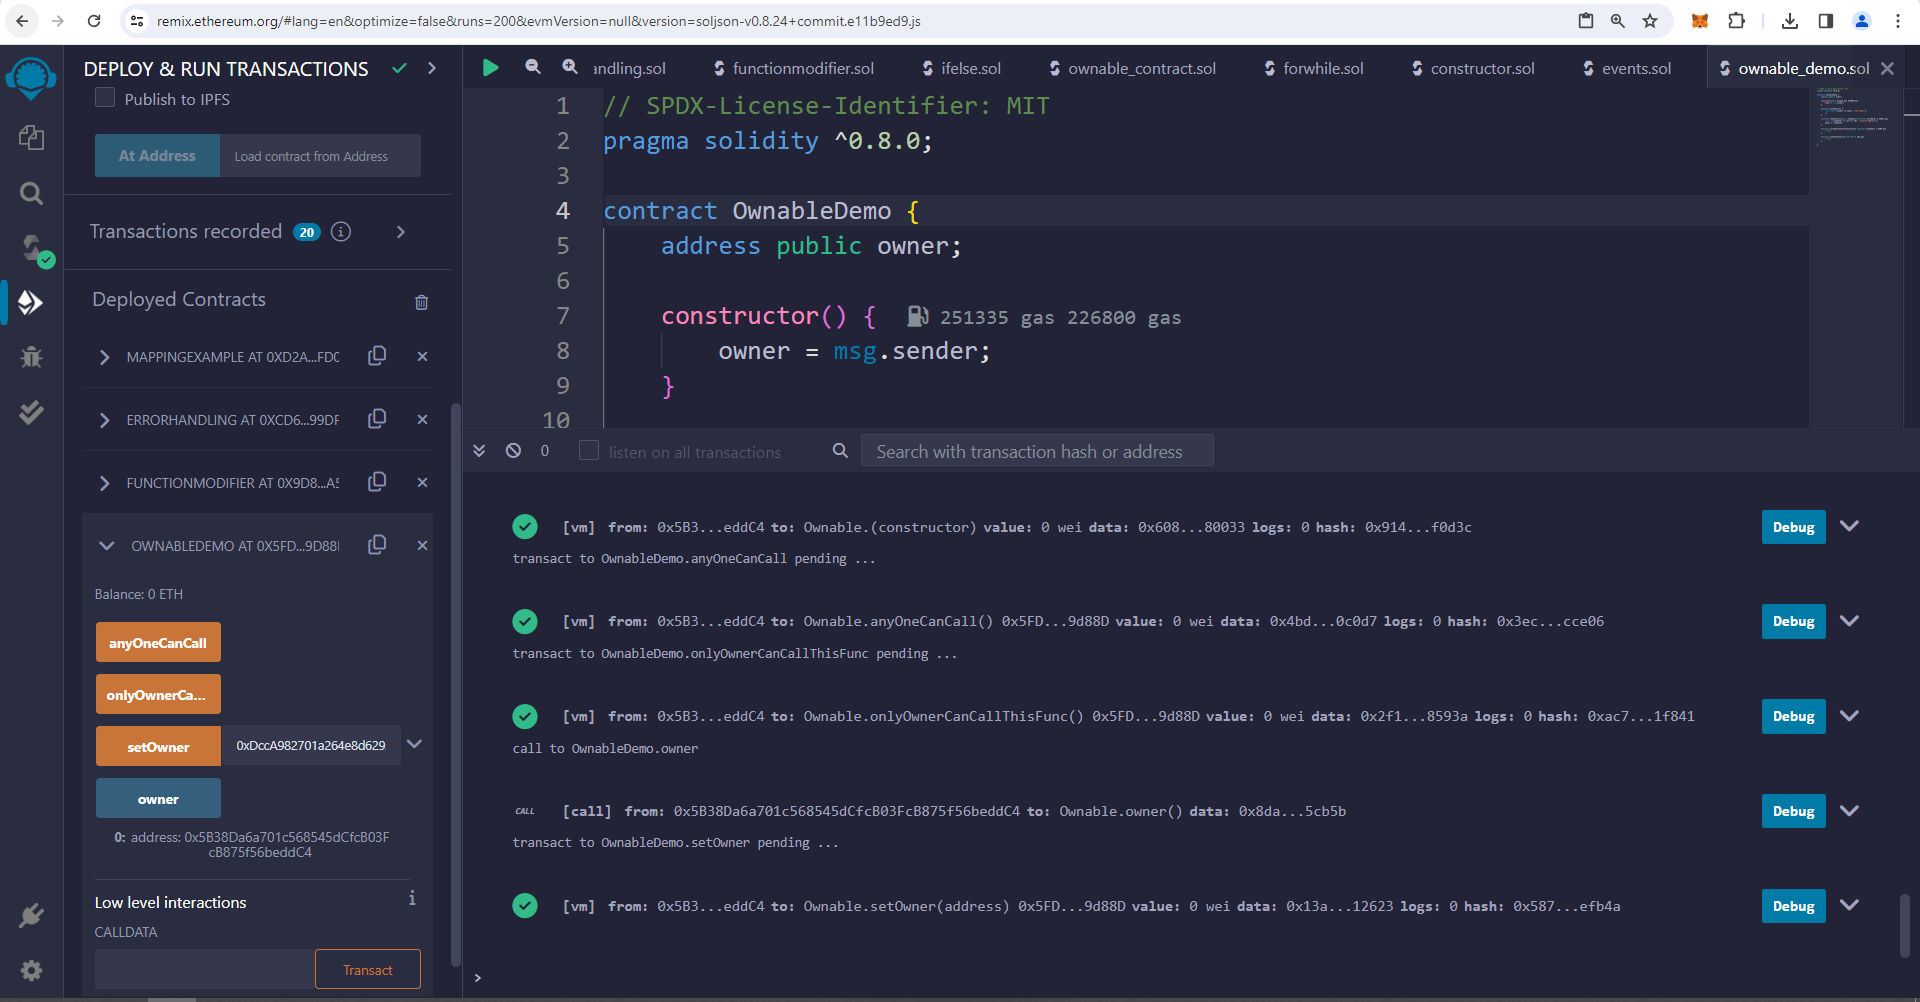 remix.ethereum.org/#lang=en&optimize=false&runs=200&evmVersion=null&version=soljson-v0.8.24+commit.e11b9ed9.js
DEPLOY & RUN TRANSACTIONS
Publish to IPFS
At Address Load contract from Address
Transactions recorded 20 i
Deployed Contracts
MAPPINGEXAMPLE AT 0XD2A...FD0
ERRORHANDLING AT 0XCD6...99DF
FUNCTIONMODIFIER AT 0X9D8...A5
OWNABLEDEMO AT 0X5FD...9D88
Balance: 0 ETH
anyOneCanCall
onlyOwnerCa...
setOwner 0xDccA982701a264e8d629
owner
0: address: 0x5B38Da6a701c568545dCfcB03F
cB875f56beddC4
Low level interactions i
CALLDATA
Transact
andling.sol functionmodifier.sol ifelse.sol ownable_contract.sol forwhile.sol constructor.sol events.sol ownable_demo.sol
1 // SPDX-License-Identifier: MIT
2 pragma solidity ^0.8.0;
3
4 contract OwnableDemo {
5 address public owner;
6
7 constructor() { 251335 gas 226800 gas
8 owner = msg.sender;
9 }
10
0 listen on all transactions Search with transaction hash or address
[vm] from: 0x5B3...eddC4 to: Ownable.(constructor) value: 0 wei data: 0x608...80033 logs: 0 hash: 0x914...f0d3c Debug
transact to OwnableDemo.anyOneCanCall pending ...
[vm] from: 0x5B3...eddC4 to: Ownable.anyOneCanCall() 0x5FD...9d88D value: 0 wei data: 0x4bd...0c0d7 logs: 0 hash: 0x3ec...cce06 Debug
transact to OwnableDemo.onlyOwnerCanCallThisFunc pending ...
[vm] from: 0x5B3...eddC4 to: Ownable.onlyOwnerCanCallThisFunc() 0x5FD...9d88D value: 0 wei data: 0x2f1...8593a logs: 0 hash: 0xac7...1f841 Debug
call to OwnableDemo.owner
CALL [call] from: 0x5B38Da6a701c568545dCfcB03FcB875f56beddC4 to: Ownable.owner() data: 0x8da...5cb5b Debug
transact to OwnableDemo.setOwner pending ...
[vm] from: 0x5B3...eddC4 to: Ownable.setOwner(address) 0x5FD...9d88D value: 0 wei data: 0x13a...12623 logs: 0 hash: 0x587...efb4a Debug
>